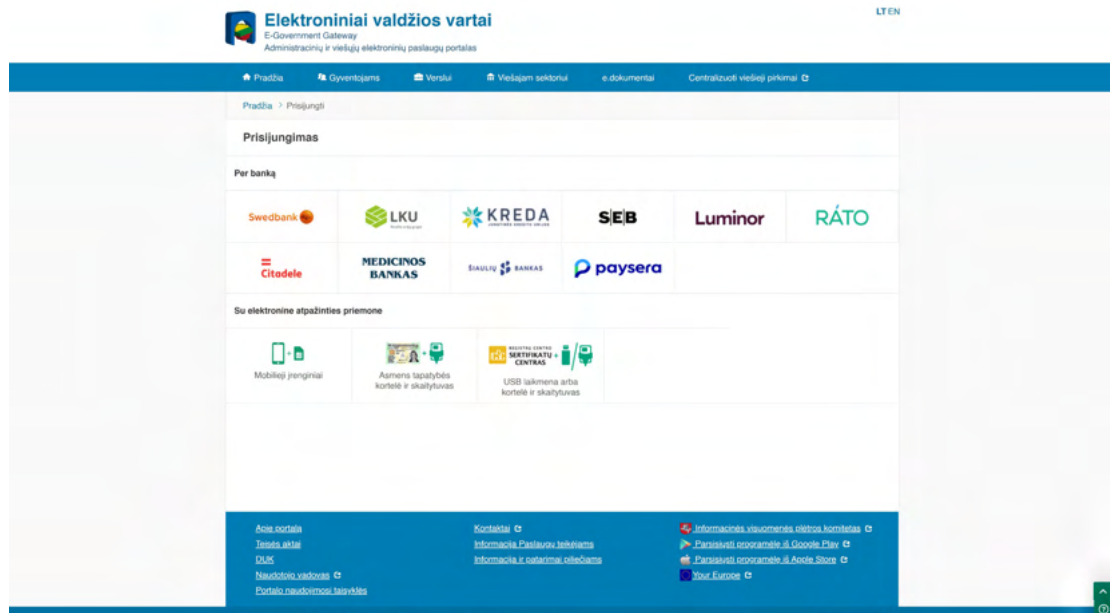 LT EN
Elektroniniai valdžios vartai
E-Government Gateway
Administracinių ir viešųjų elektroninių paslaugų portalas
Pradžia Gyventojams Verslui Viešajam sektoriui e.dokumentai Centralizuoti viešieji pirkimai
Pradžia > Prisijungti
Prisijungimas
Per banką
Swedbank LKU KREDA SEB Luminor RÁTO
Citadele MEDICINOS BANKAS ŠIAULIŲ BANKAS paysera
Su elektronine atpažinties priemone
REGISTRŲ CENTRO
SERTIFIKATŲ
CENTRAS
Mobilieji įrenginiai
Asmens tapatybės
kortelė ir skaitytuvas
USB laikmena arba
kortelė ir skaitytuvas
Apie portalą
Teisės aktai
DUK
Naudotojo vadovas
Portalo naudojimosi taisyklės
Kontaktai
Informacija Paslaugų teikėjams
Informacija ir patarimai piliečiams
Informacinės visuomenės plėtros komitetas
Parsisiųsti programėlę iš Google Play
Parsisiųsti programėlę iš Apple Store
Your Europe